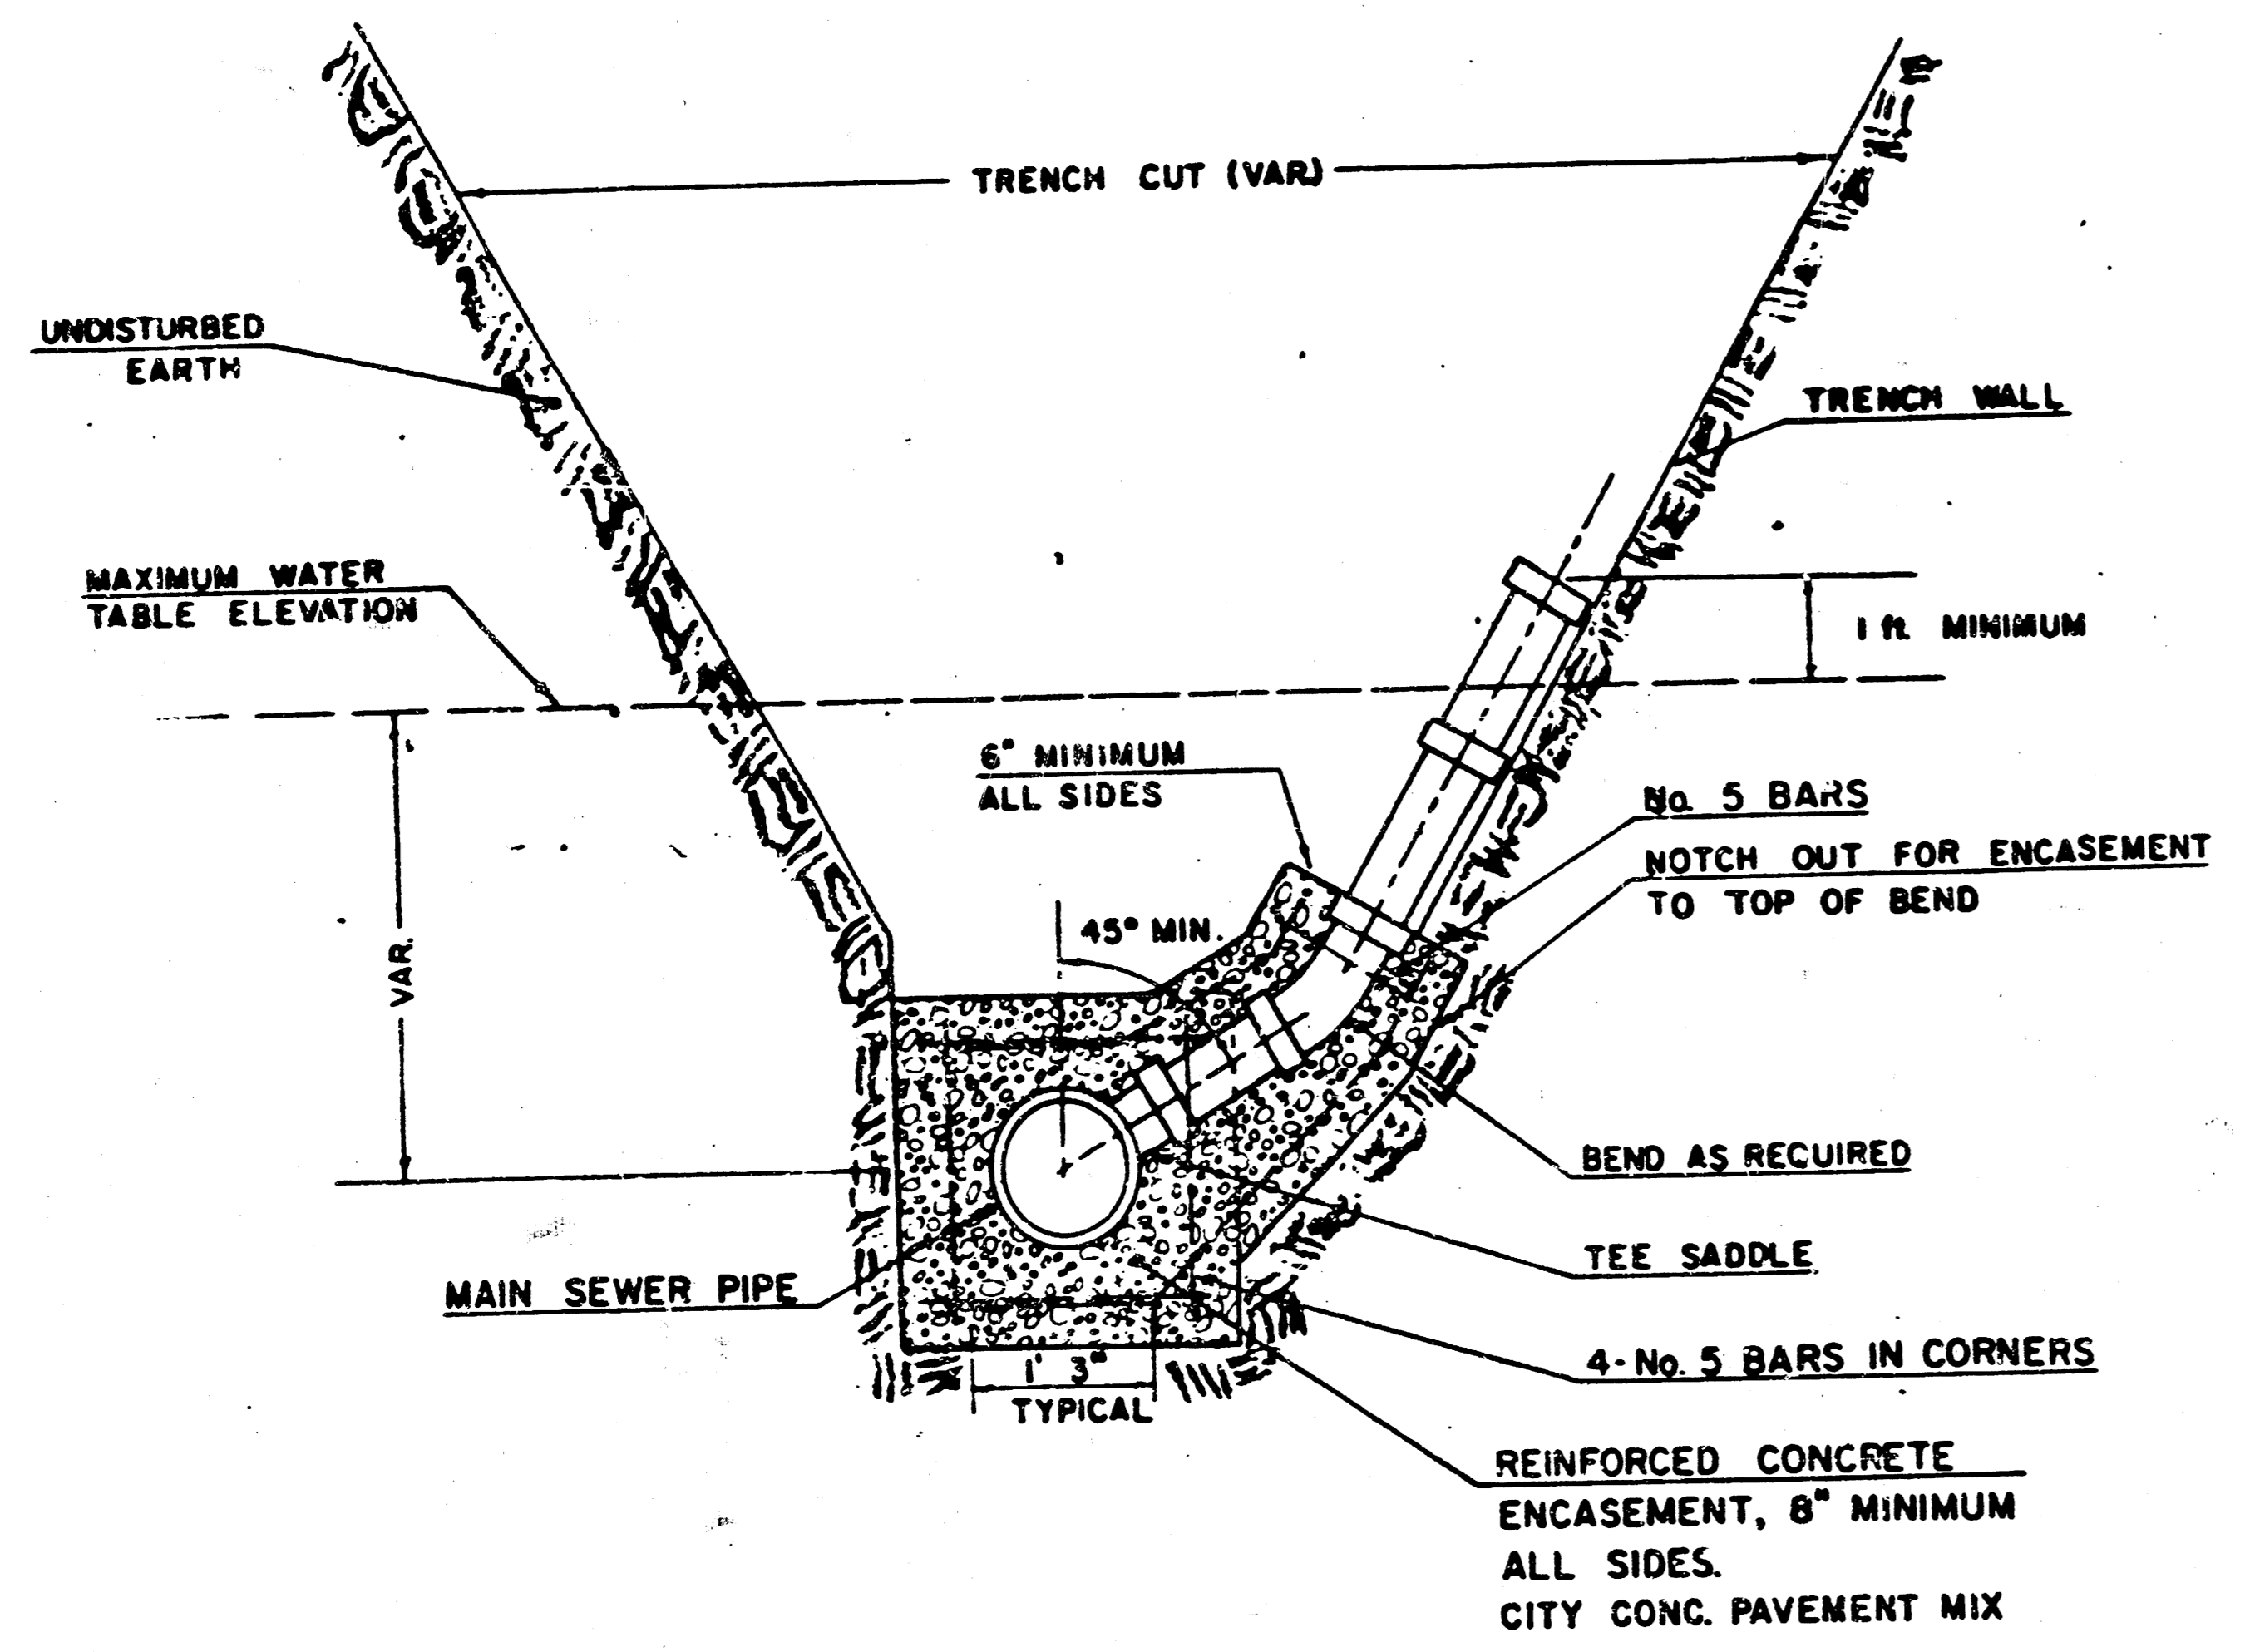 TRENCH CUT (VAR)
UNDISTURBED
EARTH
TRENCH WALL
MAXIMUM WATER
TABLE ELEVATION
1 ft. MINIMUM
6" MINIMUM
ALL SIDES
No. 5 BARS
NOTCH OUT FOR ENCASEMENT
TO TOP OF BEND
45° MIN.
VAR.
BEND AS REQUIRED
TEE SADDLE
MAIN SEWER PIPE
4-No. 5 BARS IN CORNERS
1' 3"
TYPICAL
REINFORCED CONCRETE
ENCASEMENT, 8" MINIMUM
ALL SIDES.
CITY CONC. PAVEMENT MIX